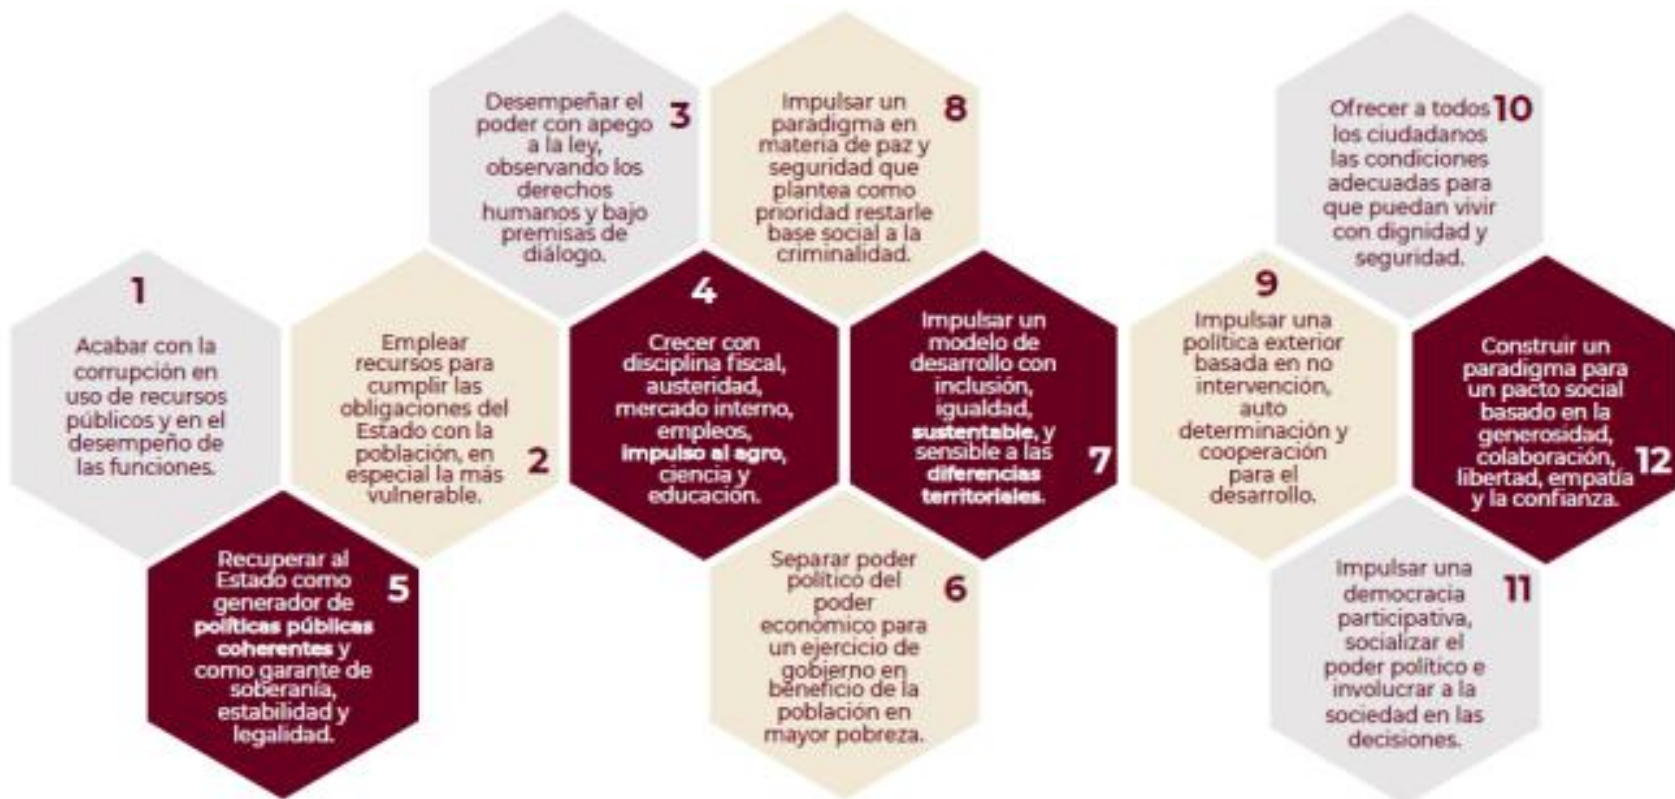 1
Acabar con la
corrupción en
uso de recursos
públicos y en el
desempeño de
las funciones.
Emplear
recursos para
cumplir las
obligaciones del
Estado con la
población, en
especial la más
vulnerable.
2
Desempeñar el
poder con apego
a la ley,
observando los
derechos
humanos y bajo
premisas de
diálogo.
3
4
Crecer con
disciplina fiscal,
austeridad,
mercado interno,
empleos,
impulso al agro,
ciencia y
educación.
Recuperar al
Estado como
generador de
políticas públicas
coherentes y
como garante de
soberanía,
estabilidad y
legalidad.
5
Separar poder
político del
poder
económico para
un ejercicio de
gobierno en
beneficio de la
población en
mayor pobreza.
6
Impulsar un
modelo de
desarrollo con
inclusión,
igualdad,
sustentable, y
sensible a las
diferencias
territoriales.
7
Impulsar un
paradigma en
materia de paz y
seguridad que
plantea como
prioridad restarle
base social a la
criminalidad.
8
9
Impulsar una
política exterior
basada en no
intervención,
auto
determinación y
cooperación
para el
desarrollo.
Ofrecer a todos
los ciudadanos
las condiciones
adecuadas para
que puedan vivir
con dignidad y
seguridad.
10
Impulsar una
democracia
participativa,
socializar el
poder político e
involucrar a la
sociedad en las
decisiones.
11
Construir un
paradigma para
un pacto social
basado en la
generosidad,
colaboración,
libertad, empatía
y la confianza.
12